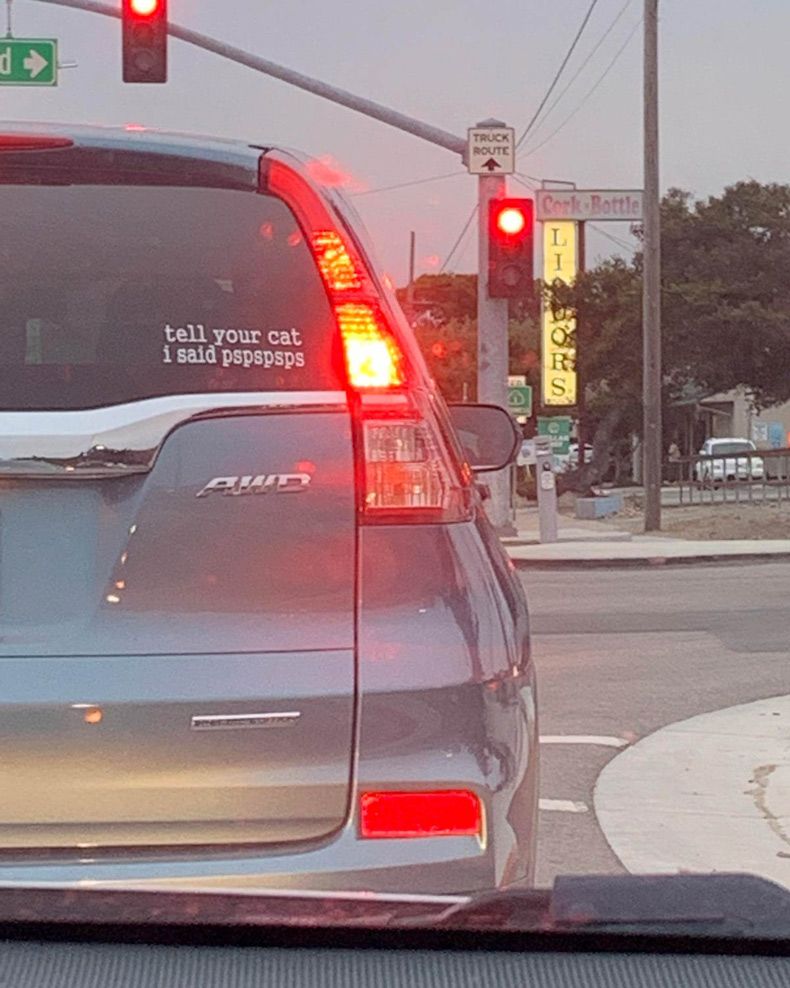 d
TRUCK
ROUTE
Cork-Bottle
LIQUORS
tell your cat
i said pspspsps
AWD